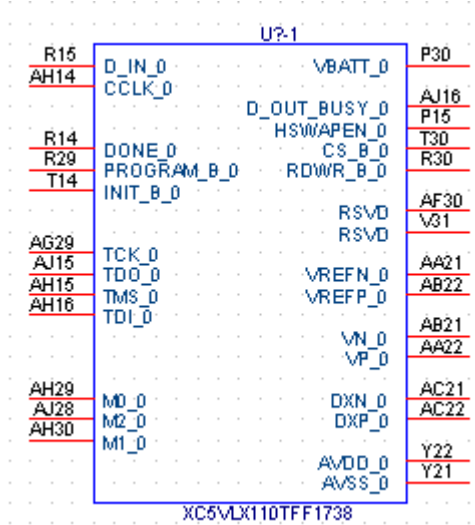 U?-1
R15 D_IN_0 VBATT_0 P30
AH14 CCLK_0
D_OUT_BUSY_0 AJ16
HSWAPEN_0 P15
R14 DONE_0 CS_B_0 T30
R29 PROGRAM_B_0 RDWR_B_0 R30
T14 INIT_B_0
RSVD AF30
RSVD V31
AG29 TCK_0
AJ15 TDO_0 VREFN_0 AA21
AH15 TMS_0 VREFP_0 AB22
AH16 TDI_0
VN_0 AB21
VP_0 AA22
AH29 M0_0 DXN_0 AC21
AJ28 M2_0 DXP_0 AC22
AH30 M1_0
AVDD_0 Y22
AVSS_0 Y21
XC5VLX110TFF1738